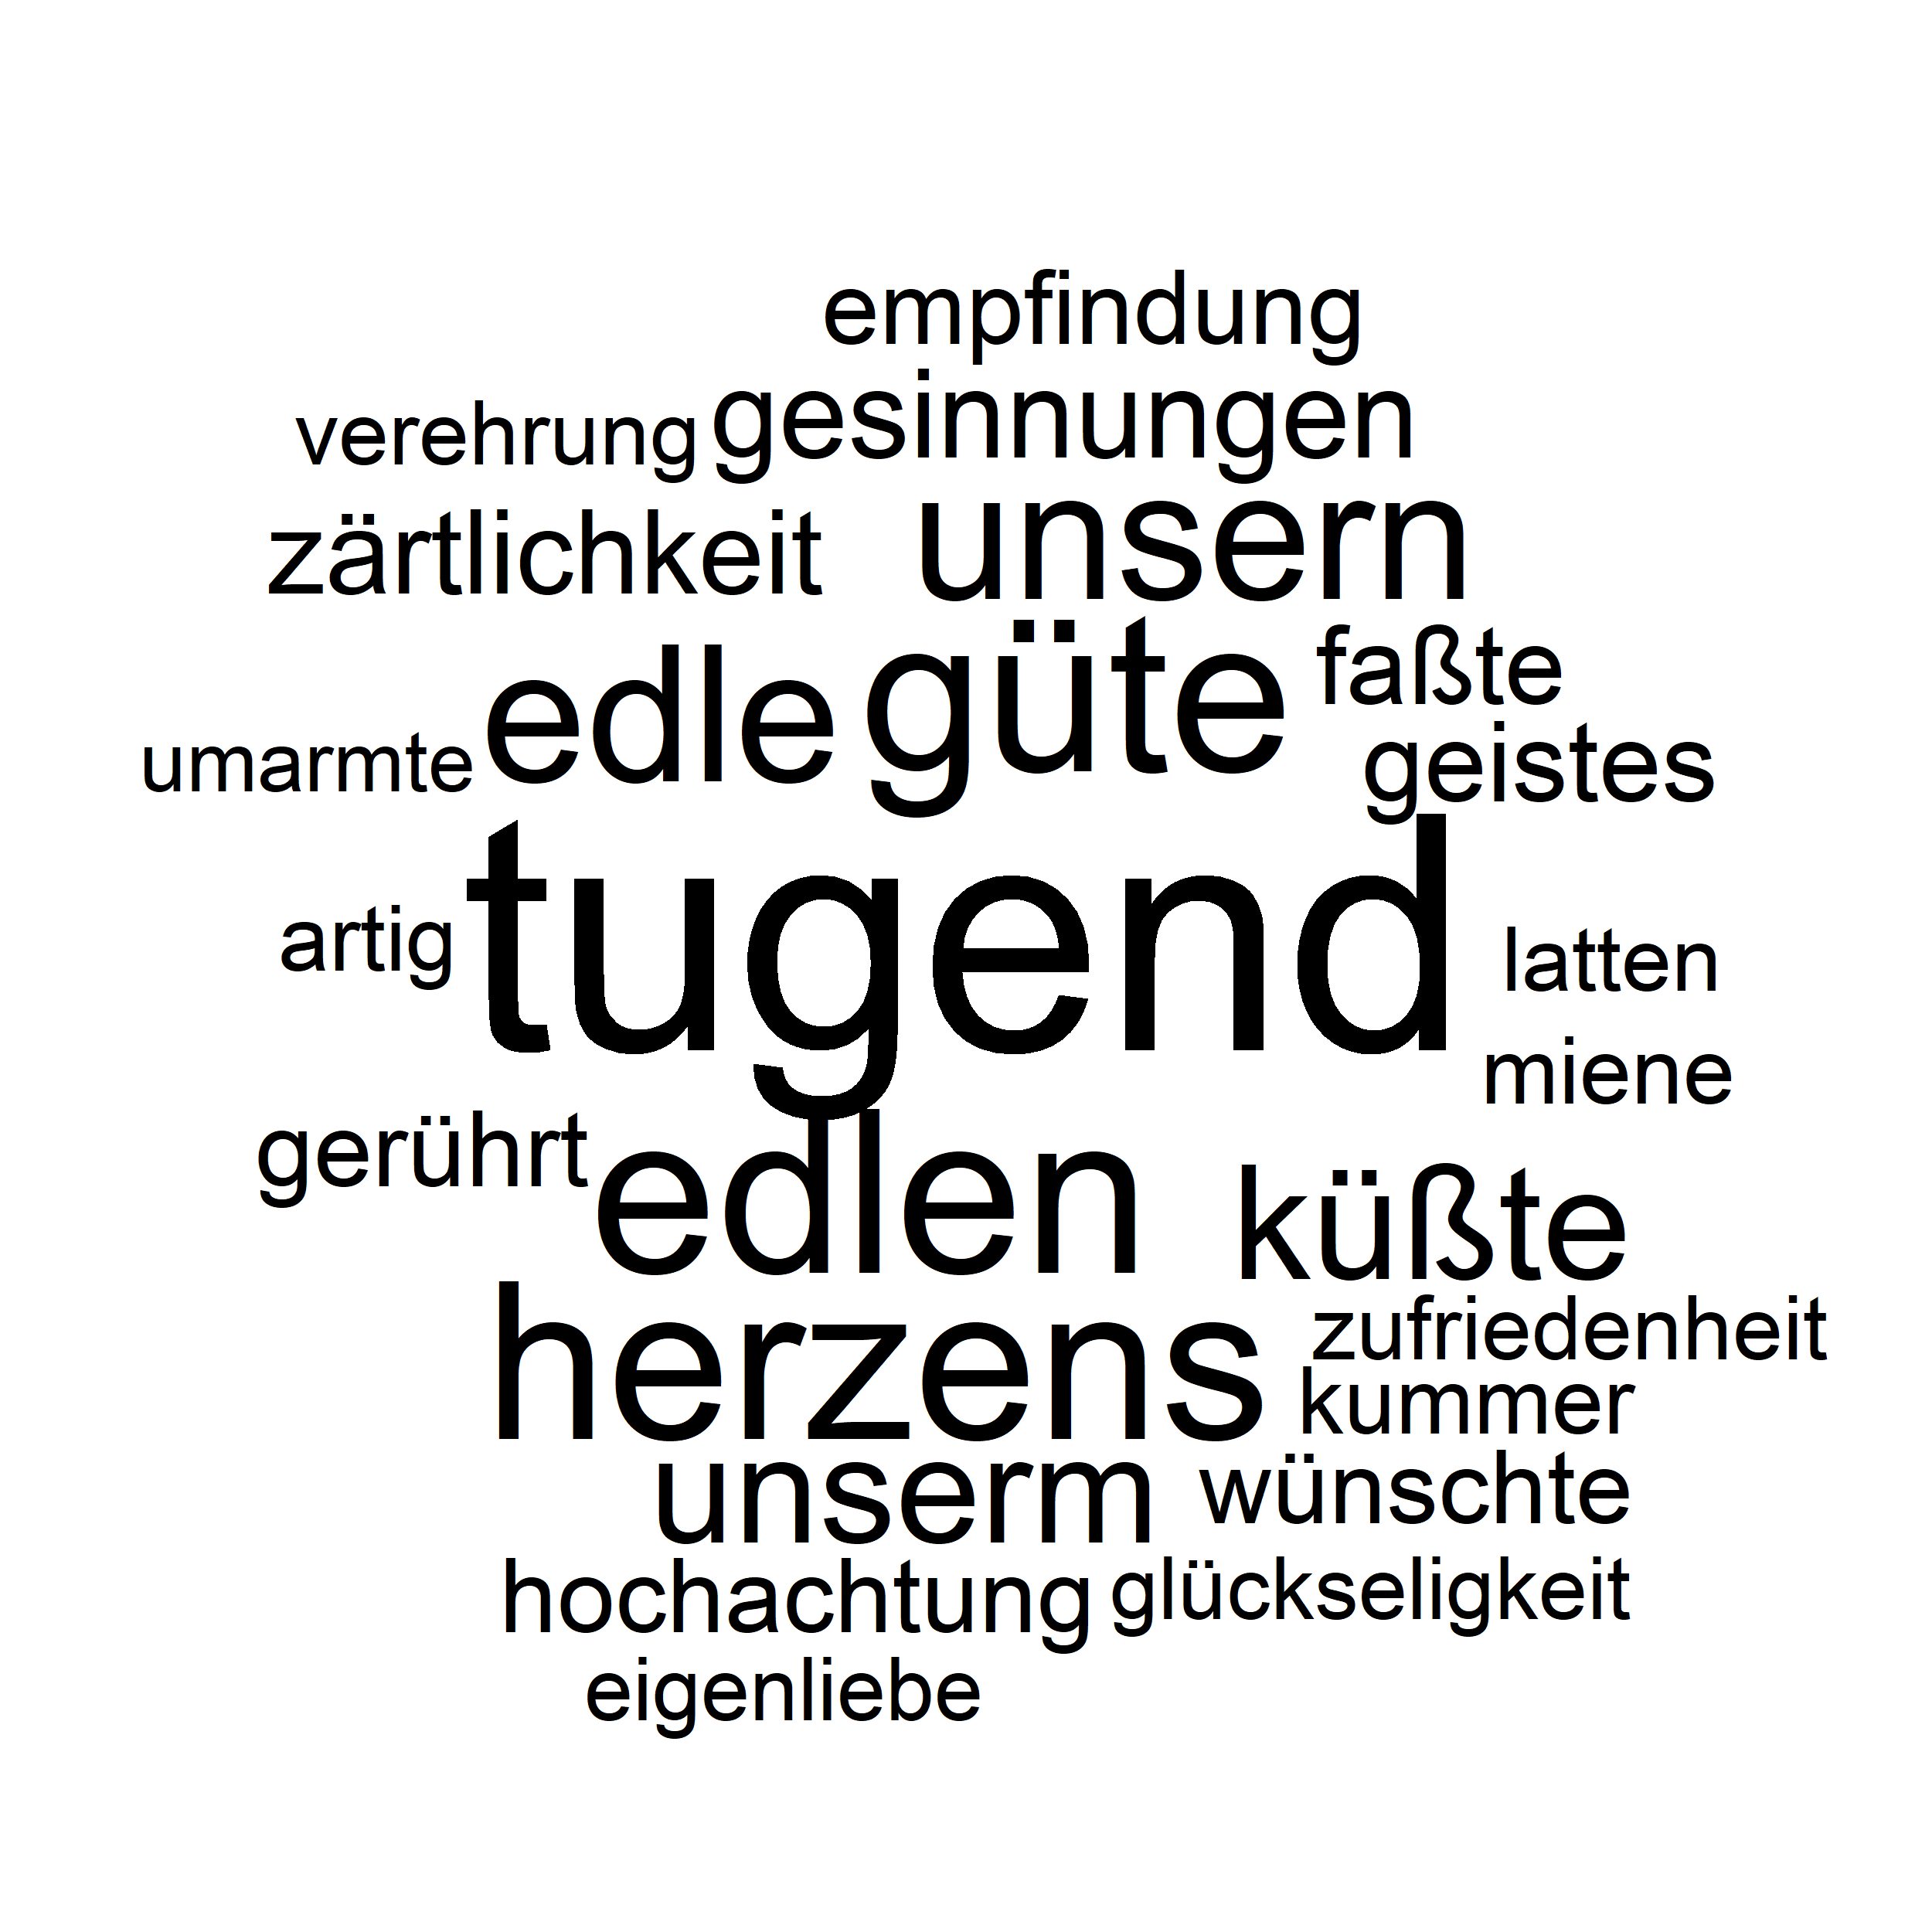 empfindung
verehrung gesinnungen
zärtlichkeit unsern
edle güte faßte
umarmte geistes
tugend
artig latten
miene
gerührt edlen küßte
herzens zufriedenheit
kummer
unserm wünschte
hochachtung glückseligkeit
eigenliebe